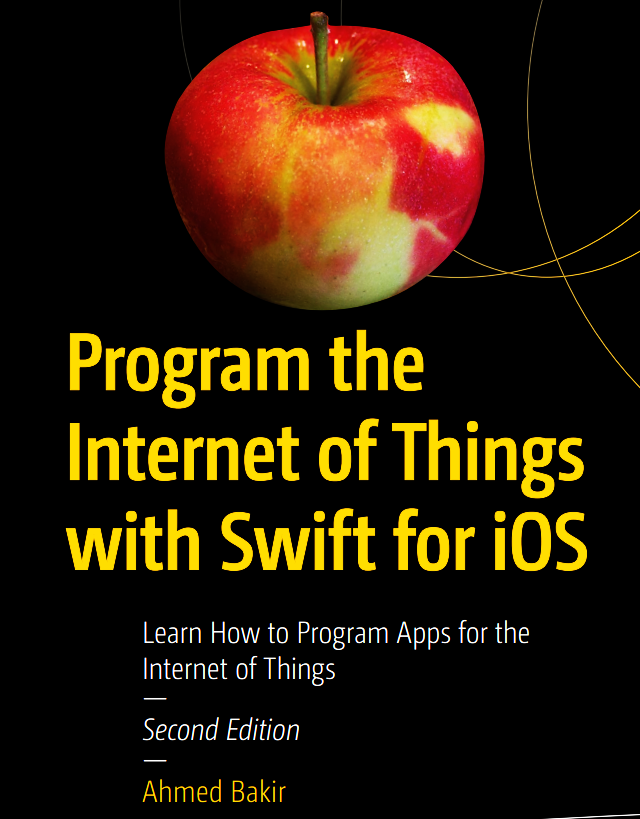 Program the
Internet of Things
with Swift for iOS
Learn How to Program Apps for the
Internet of Things
—
Second Edition
—
Ahmed Bakir